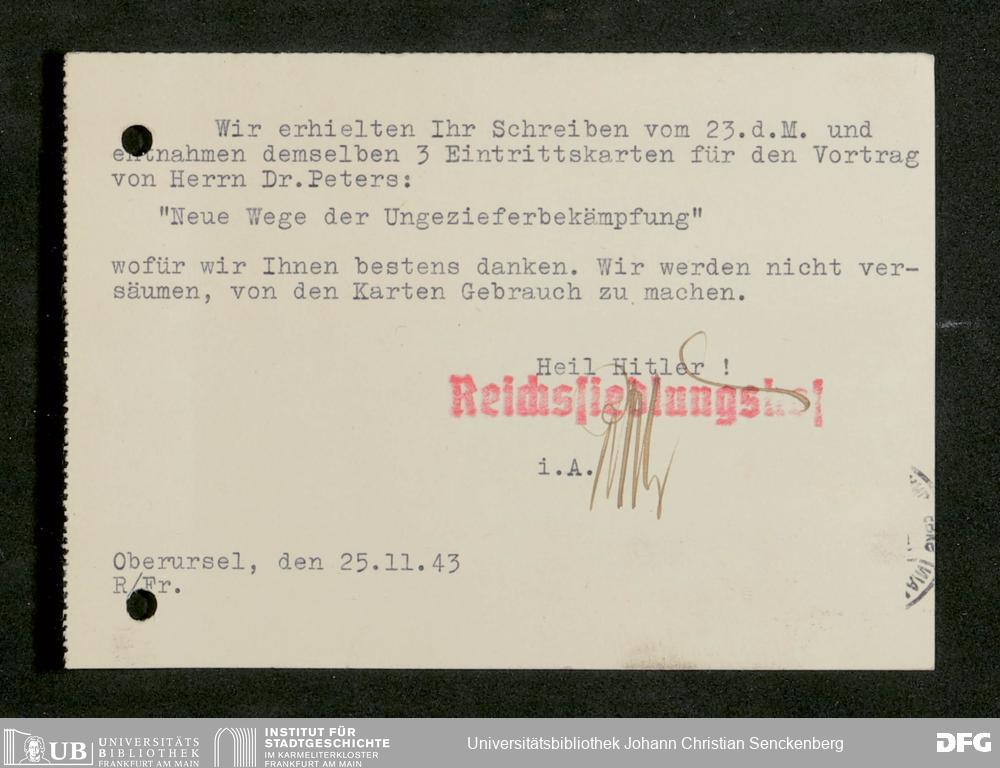 Wir erhielten Ihr Schreiben vom 23.d.M. und
entnahmen demselben 3 Eintrittskarten für den Vortrag
von Herrn Dr.Peters:
"Neue Wege der Ungezieferbekämpfung"
wofür wir Ihnen bestens danken. Wir werden nicht ver-
säumen, von den Karten Gebrauch zu machen.
Heil Hitler !
Reichssiedlungshof
i.A.
Oberursel, den 25.11.43
R/Fr.
UB UNIVERSITÄTS
BIBLIOTHEK
FRANKFURT AM MAIN
INSTITUT FÜR
STADTGESCHICHTE
IM KARMELITERKLOSTER
FRANKFURT AM MAIN
Universitätsbibliothek Johann Christian Senckenberg
DFG